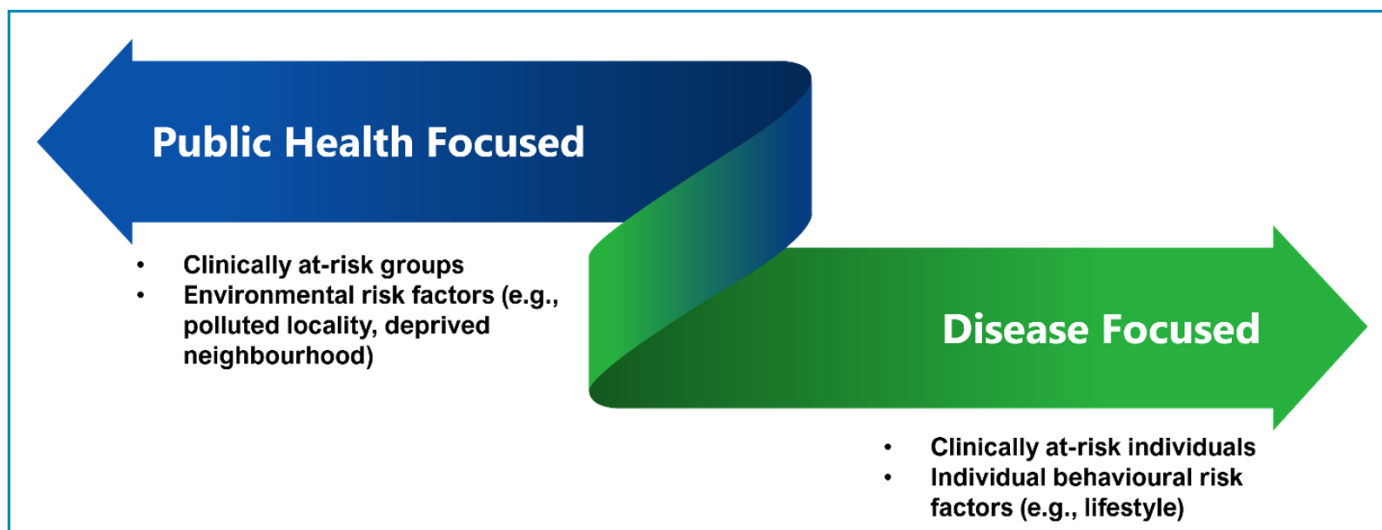 Public Health Focused
• Clinically at-risk groups
• Environmental risk factors (e.g.,
polluted locality, deprived
neighbourhood)
Disease Focused
• Clinically at-risk individuals
• Individual behavioural risk
factors (e.g., lifestyle)